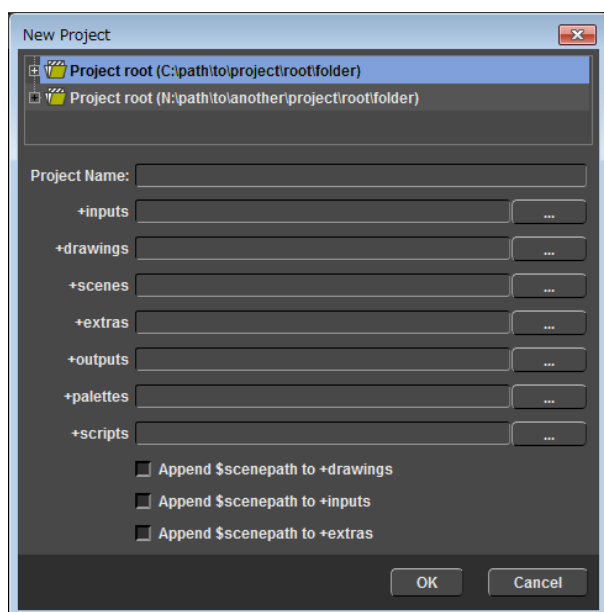 New Project
Project root (C:\path\to\project\root\folder)
Project root (N:\path\to\another\project\root\folder)
Project Name:
+inputs ...
+drawings ...
+scenes ...
+extras ...
+outputs ...
+palettes ...
+scripts ...
Append $scenepath to +drawings
Append $scenepath to +inputs
Append $scenepath to +extras
OK Cancel